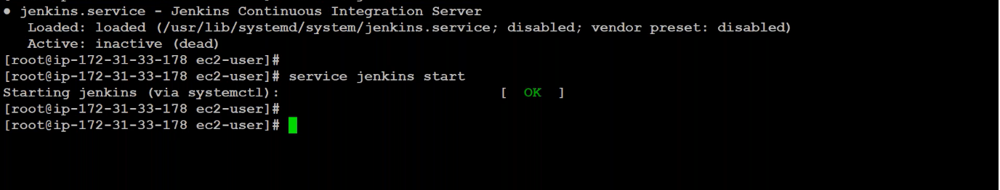 ● jenkins.service - Jenkins Continuous Integration Server
   Loaded: loaded (/usr/lib/systemd/system/jenkins.service; disabled; vendor preset: disabled)
   Active: inactive (dead)
[root@ip-172-31-33-178 ec2-user]#
[root@ip-172-31-33-178 ec2-user]# service jenkins start
Starting jenkins (via systemctl):                          [  OK  ]
[root@ip-172-31-33-178 ec2-user]#
[root@ip-172-31-33-178 ec2-user]#